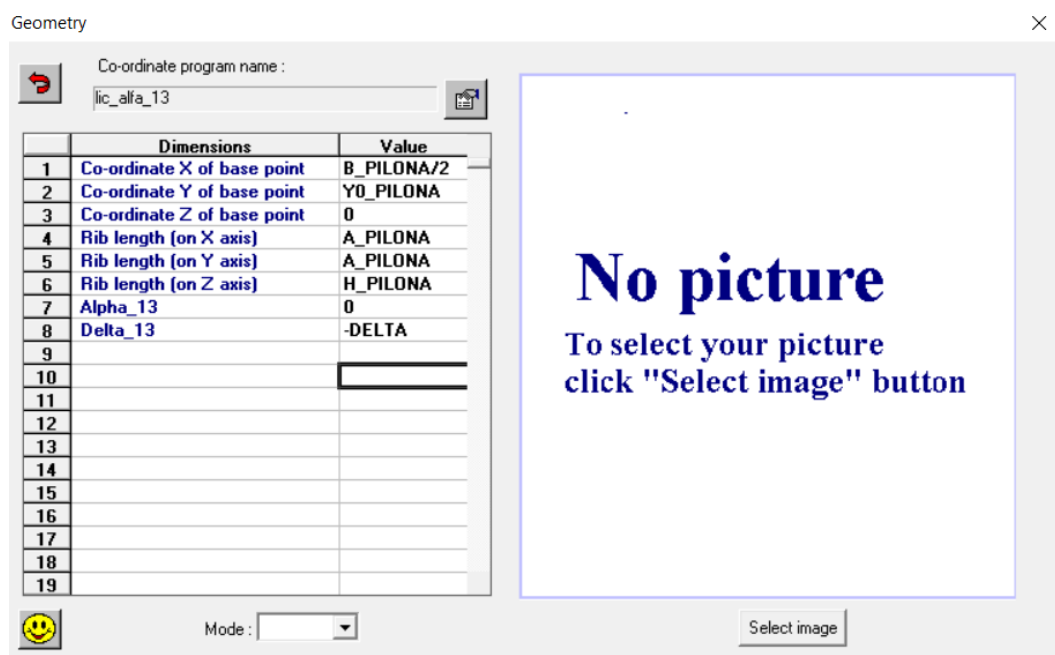 Geometry
Co-ordinate program name :
lic_alfa_13
Dimensions Value
1 Co-ordinate X of base point B_PILONA/2
2 Co-ordinate Y of base point Y0_PILONA
3 Co-ordinate Z of base point 0
4 Rib length (on X axis) A_PILONA
5 Rib length (on Y axis) A_PILONA
6 Rib length (on Z axis) H_PILONA
7 Alpha_13 0
8 Delta_13 -DELTA
9
10
11
12
13
14
15
16
17
18
19
No picture
To select your picture
click "Select image" button
Mode :
Select image